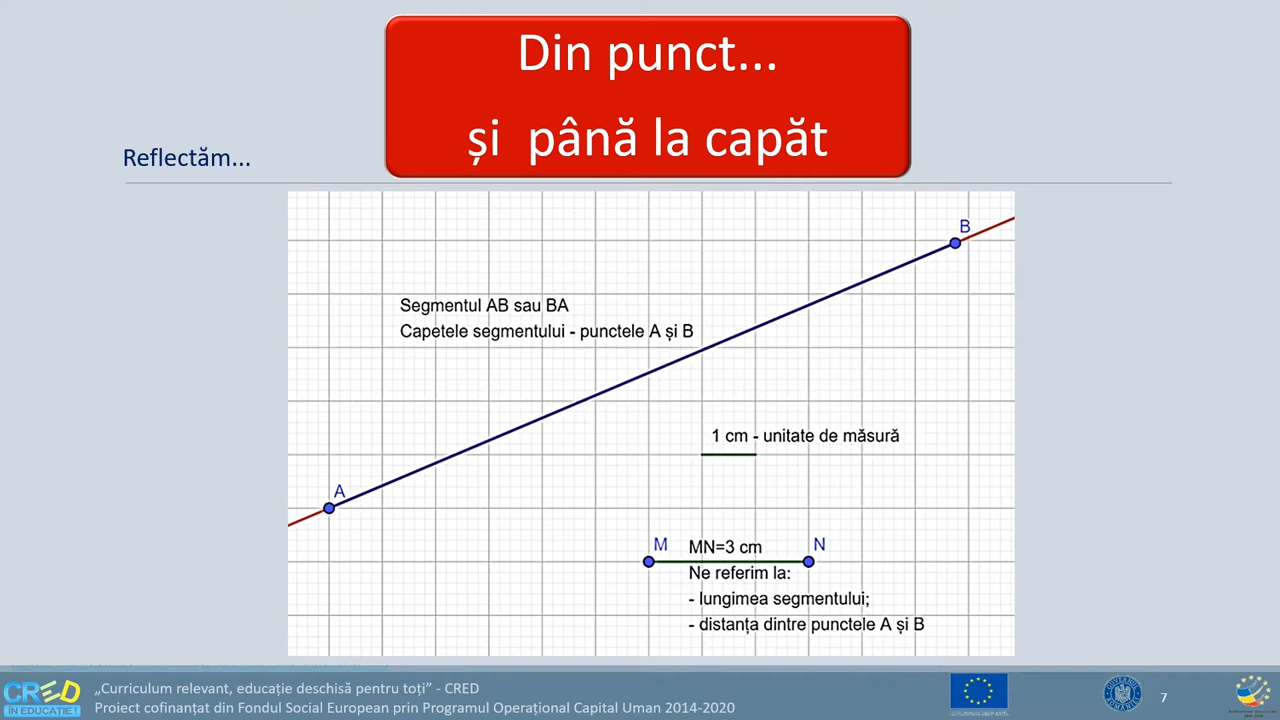 Din punct...
și până la capăt
Reflectăm...
B
Segmentul AB sau BA
Capetele segmentului - punctele A și B
1 cm - unitate de măsură
A
M
MN=3 cm
N
Ne referim la:
- lungimea segmentului;
- distanța dintre punctele A și B
CRED
ÎN EDUCAȚIE !
„Curriculum relevant, educație deschisă pentru toți” - CRED
Proiect cofinanțat din Fondul Social European prin Programul Operațional Capital Uman 2014-2020
7